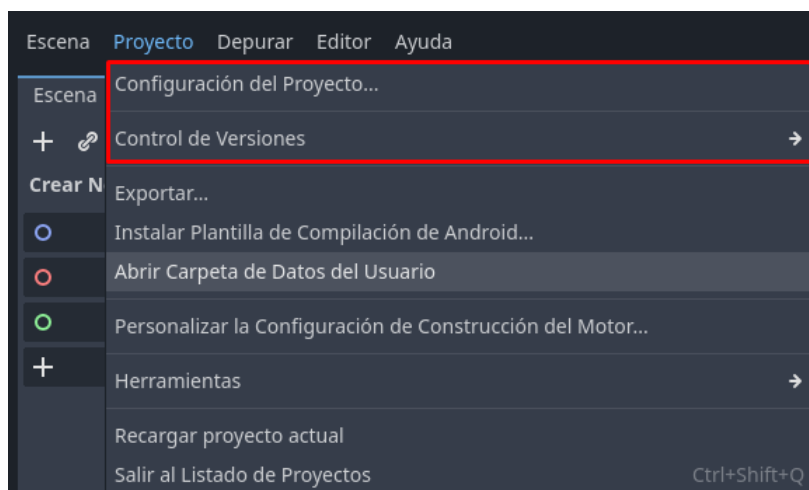 Escena Proyecto Depurar Editor Ayuda
Escena
Configuración del Proyecto...
Control de Versiones
Crear N
Exportar...
Instalar Plantilla de Compilación de Android...
Abrir Carpeta de Datos del Usuario
Personalizar la Configuración de Construcción del Motor...
Herramientas
Recargar proyecto actual
Salir al Listado de Proyectos Ctrl+Shift+Q